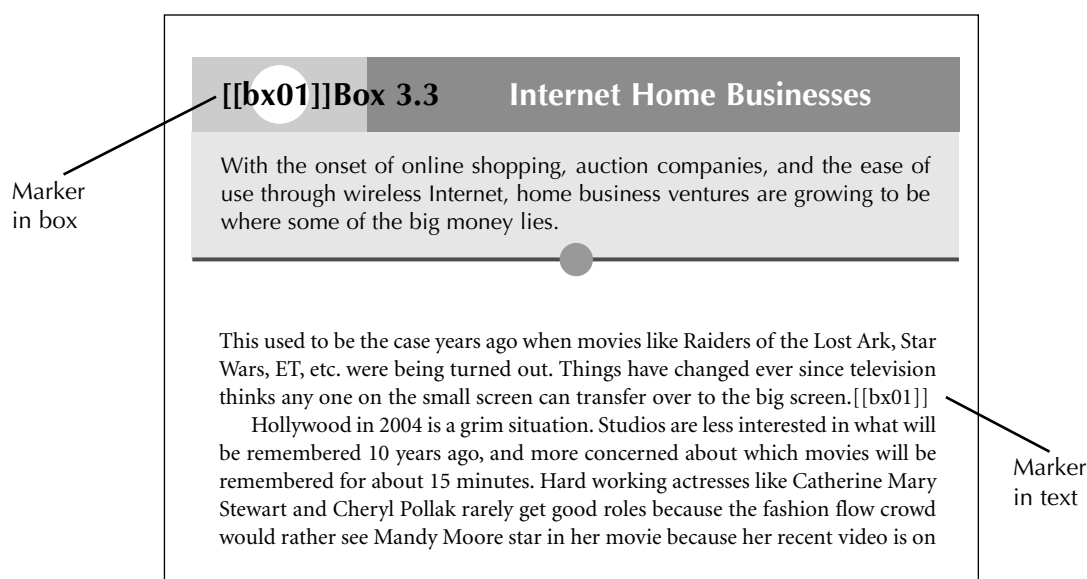 [[bx01]]Box 3.3 Internet Home Businesses
With the onset of online shopping, auction companies, and the ease of
use through wireless Internet, home business ventures are growing to be
where some of the big money lies.
Marker
in box
This used to be the case years ago when movies like Raiders of the Lost Ark, Star
Wars, ET, etc. were being turned out. Things have changed ever since television
thinks any one on the small screen can transfer over to the big screen.[[bx01]]
Hollywood in 2004 is a grim situation. Studios are less interested in what will
be remembered 10 years ago, and more concerned about which movies will be
remembered for about 15 minutes. Hard working actresses like Catherine Mary
Stewart and Cheryl Pollak rarely get good roles because the fashion flow crowd
would rather see Mandy Moore star in her movie because her recent video is on
Marker
in text